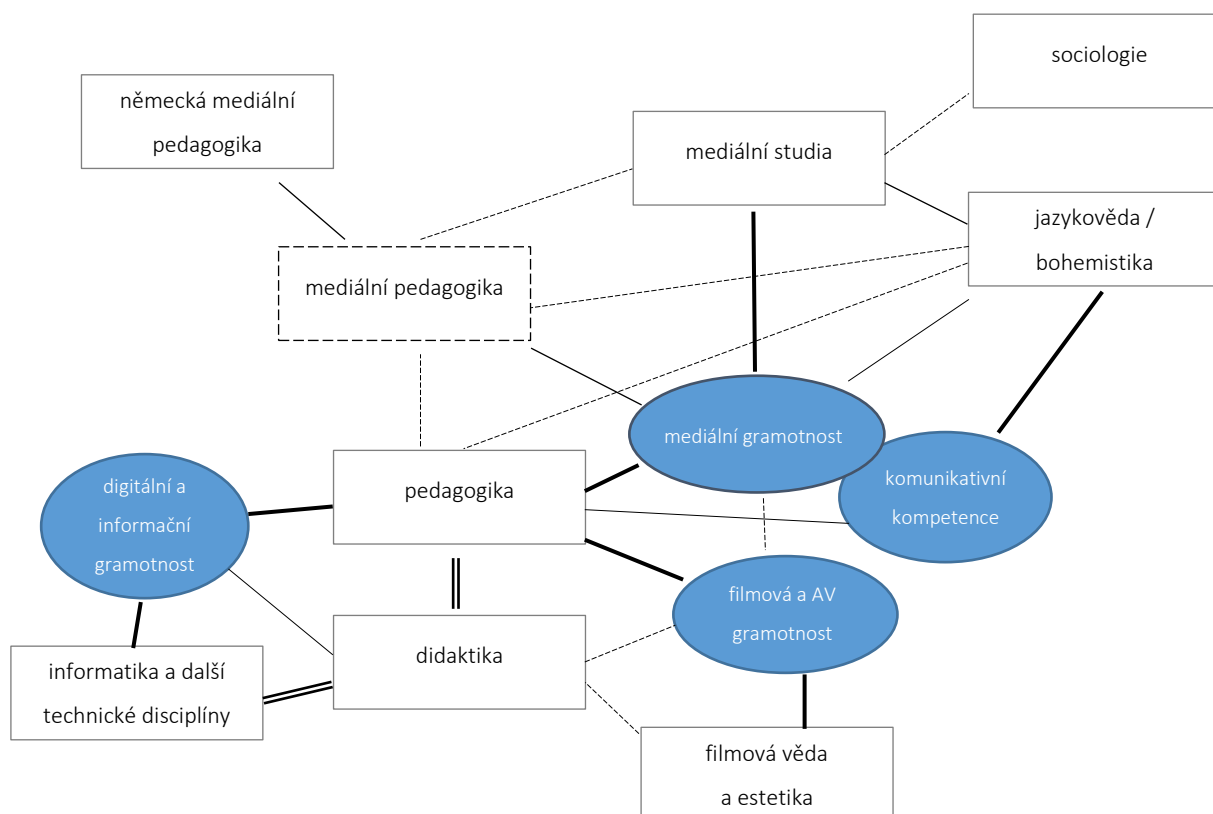 sociologie
německá mediální
pedagogika
mediální studia
jazykověda /
bohemistika
mediální pedagogika
mediální gramotnost
komunikativní
kompetence
pedagogika
digitální a
informační
gramotnost
filmová a AV
gramotnost
didaktika
informatika a další
technické disciplíny
filmová věda
a estetika